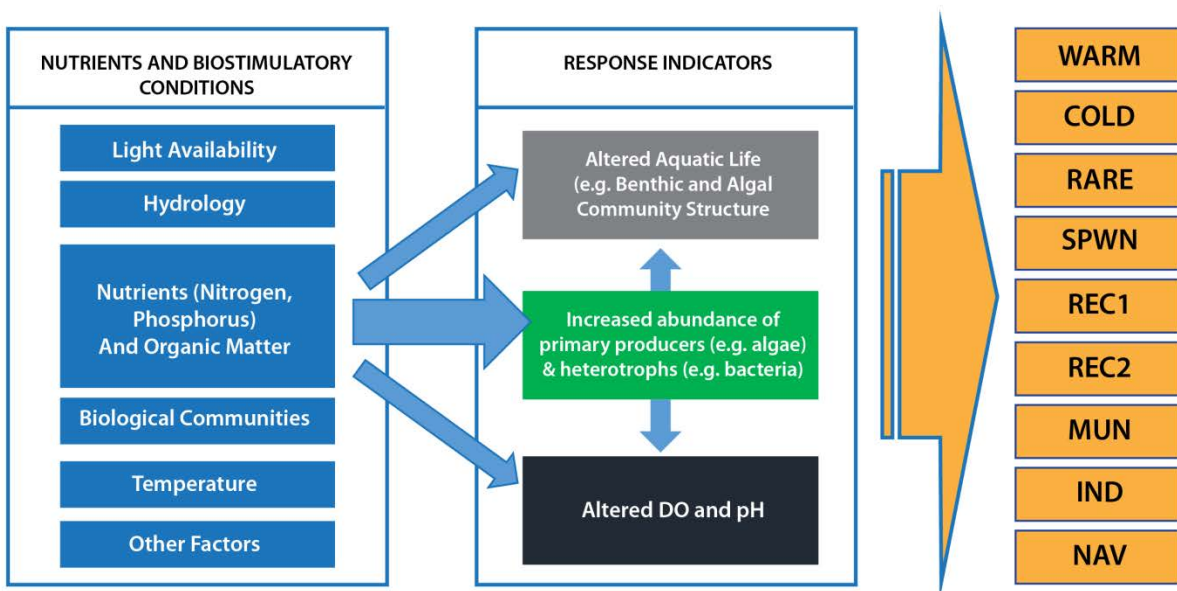 NUTRIENTS AND BIOSTIMULATORY
CONDITIONS
Light Availability
Hydrology
Nutrients (Nitrogen,
Phosphorus)
And Organic Matter
Biological Communities
Temperature
Other Factors
RESPONSE INDICATORS
Altered Aquatic Life
(e.g. Benthic and Algal
Community Structure
Increased abundance of
primary producers (e.g. algae)
& heterotrophs (e.g. bacteria)
Altered DO and pH
WARM
COLD
RARE
SPWN
REC1
REC2
MUN
IND
NAV